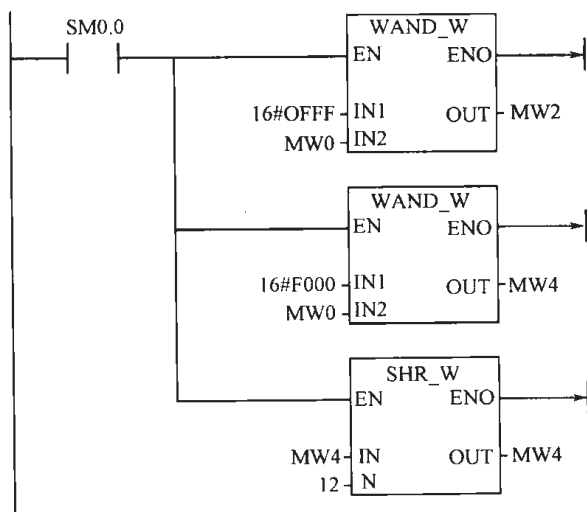 SM0.0
WAND_W
EN ENO
16#OFFF IN1 OUT MW2
MW0 IN2
WAND_W
EN ENO
16#F000 IN1 OUT MW4
MW0 IN2
SHR_W
EN ENO
MW4 IN OUT MW4
12 N